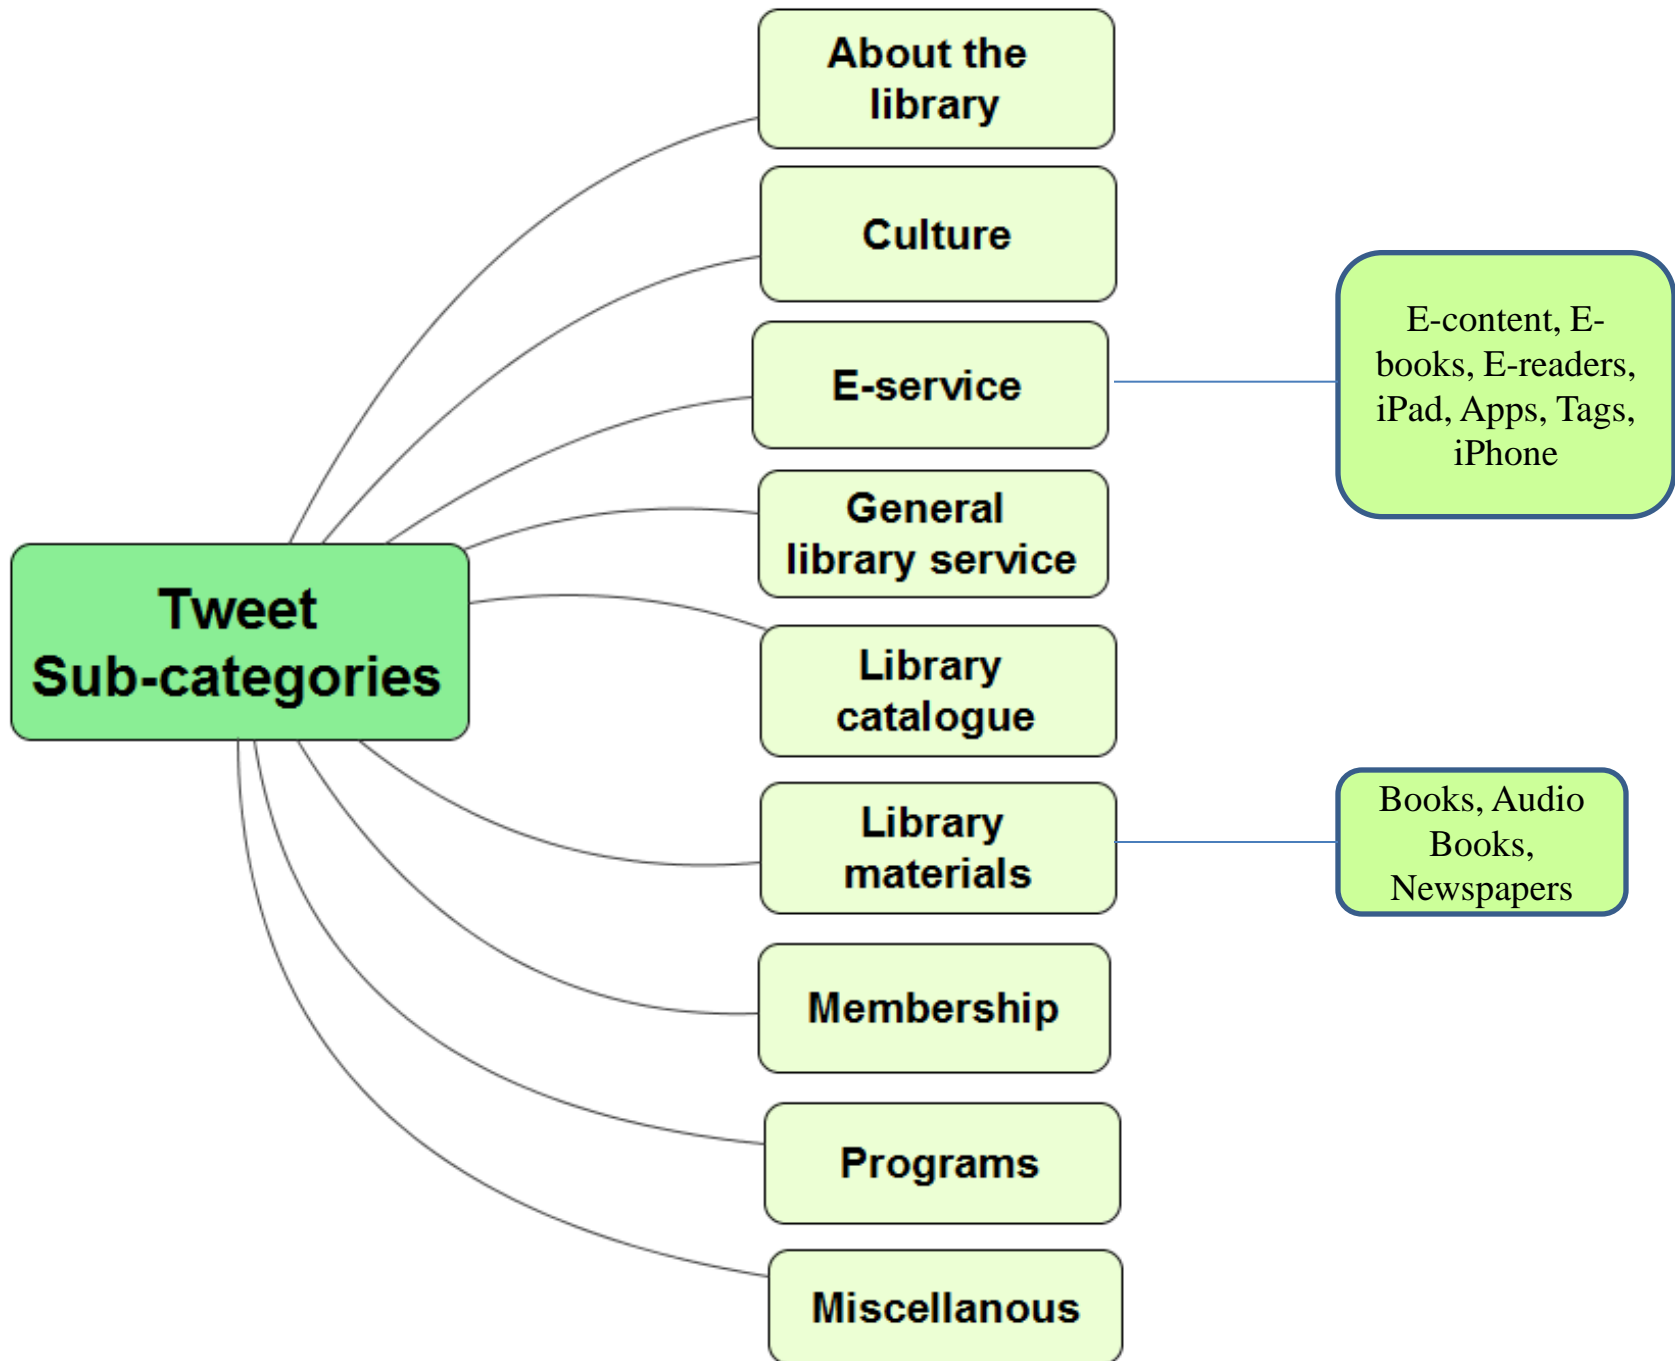 Tweet
Sub-categories
About the
library
Culture
E-service
E-content, E-
books, E-readers,
iPad, Apps, Tags,
iPhone
General
library service
Library
catalogue
Library
materials
Books, Audio
Books,
Newspapers
Membership
Programs
Miscellanous